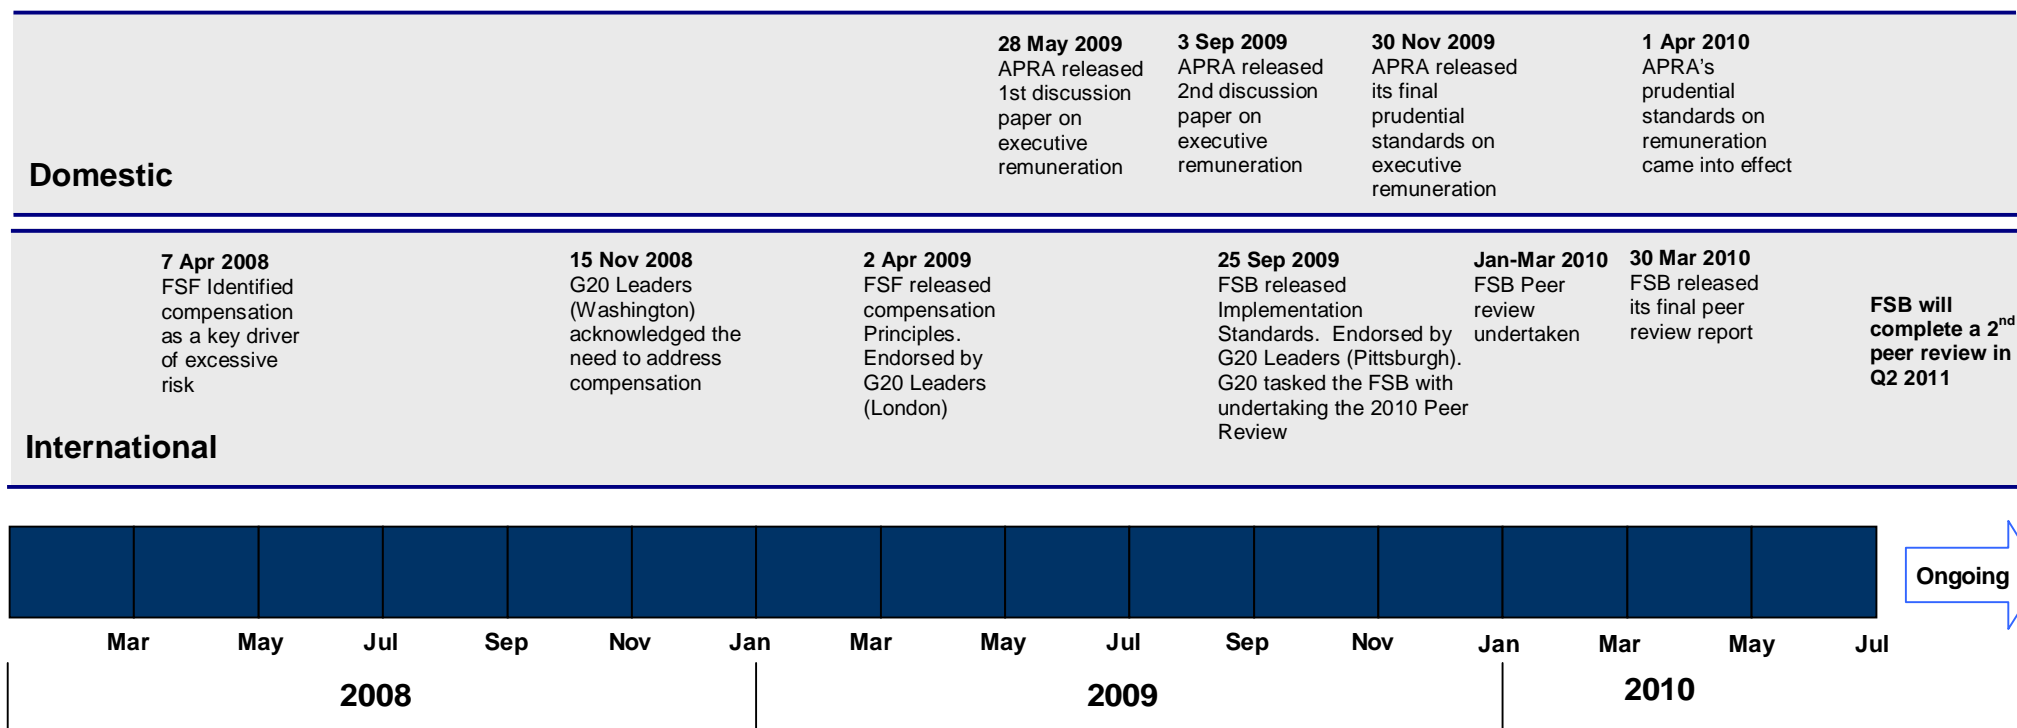 28 May 2009
APRA released
1st discussion
paper on
executive
remuneration
3 Sep 2009
APRA released
2nd discussion
paper on
executive
remuneration
30 Nov 2009
APRA released
its final
prudential
standards on
executive
remuneration
1 Apr 2010
APRA's
prudential
standards on
remuneration
came into effect
Domestic
7 Apr 2008
FSF Identified
compensation
as a key driver
of excessive
risk
15 Nov 2008
G20 Leaders
(Washington)
acknowledged the
need to address
compensation
2 Apr 2009
FSF released
compensation
Principles.
Endorsed by
G20 Leaders
(London)
25 Sep 2009
FSB released
Implementation
Standards. Endorsed by
G20 Leaders (Pittsburgh).
G20 tasked the FSB with
undertaking the 2010 Peer
Review
Jan-Mar 2010
FSB Peer
review
undertaken
30 Mar 2010
FSB released
its final peer
review report
FSB will
complete a 2nd
peer review in
Q2 2011
International
Ongoing
Mar May Jul Sep Nov Jan Mar May Jul Sep Nov Jan Mar May Jul
2008 2009 2010